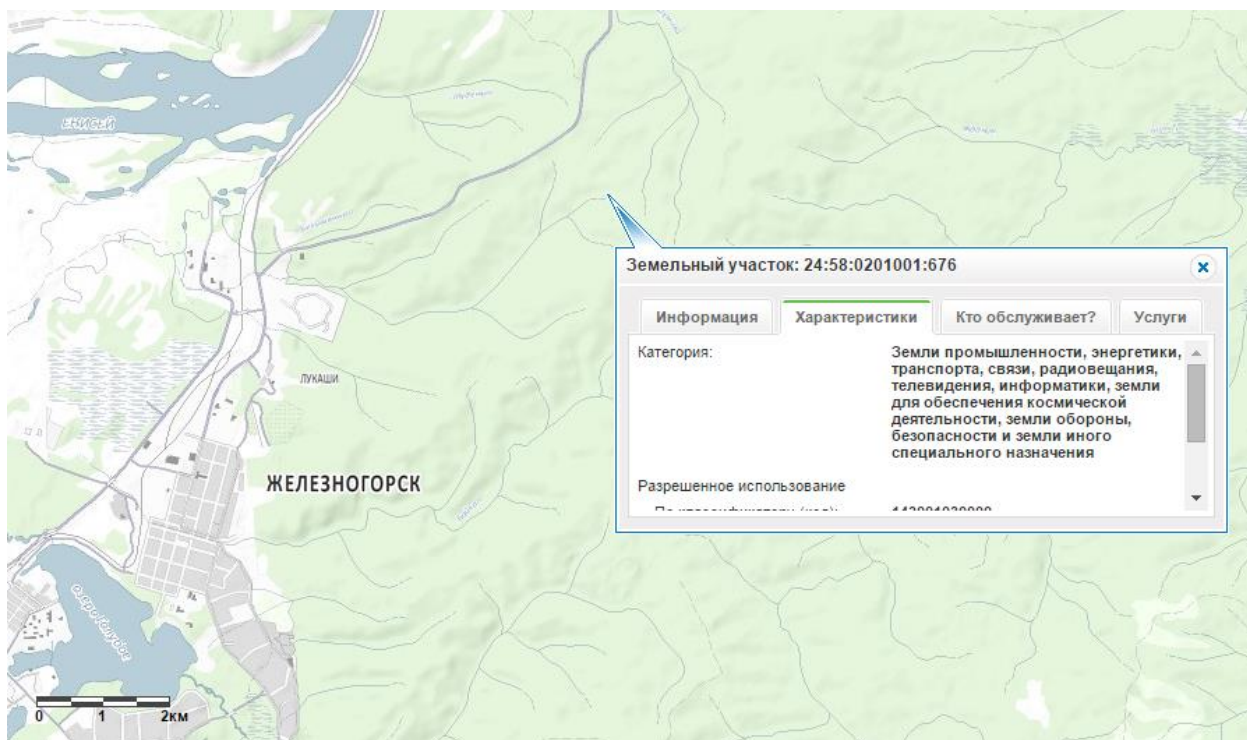 ЕНИСЕЙ
Земельный участок: 24:58:0201001:676
Информация
Характеристики
Кто обслуживает?
Услуги
Категория:
Земли промышленности, энергетики,
транспорта, связи, радиовещания,
телевидения, информатики, земли
для обеспечения космической
деятельности, земли обороны,
безопасности и земли иного
специального назначения
Разрешенное использование
ЛУКАШИ
ЖЕЛЕЗНОГОРСК
озеро Голубое
0 1 2км